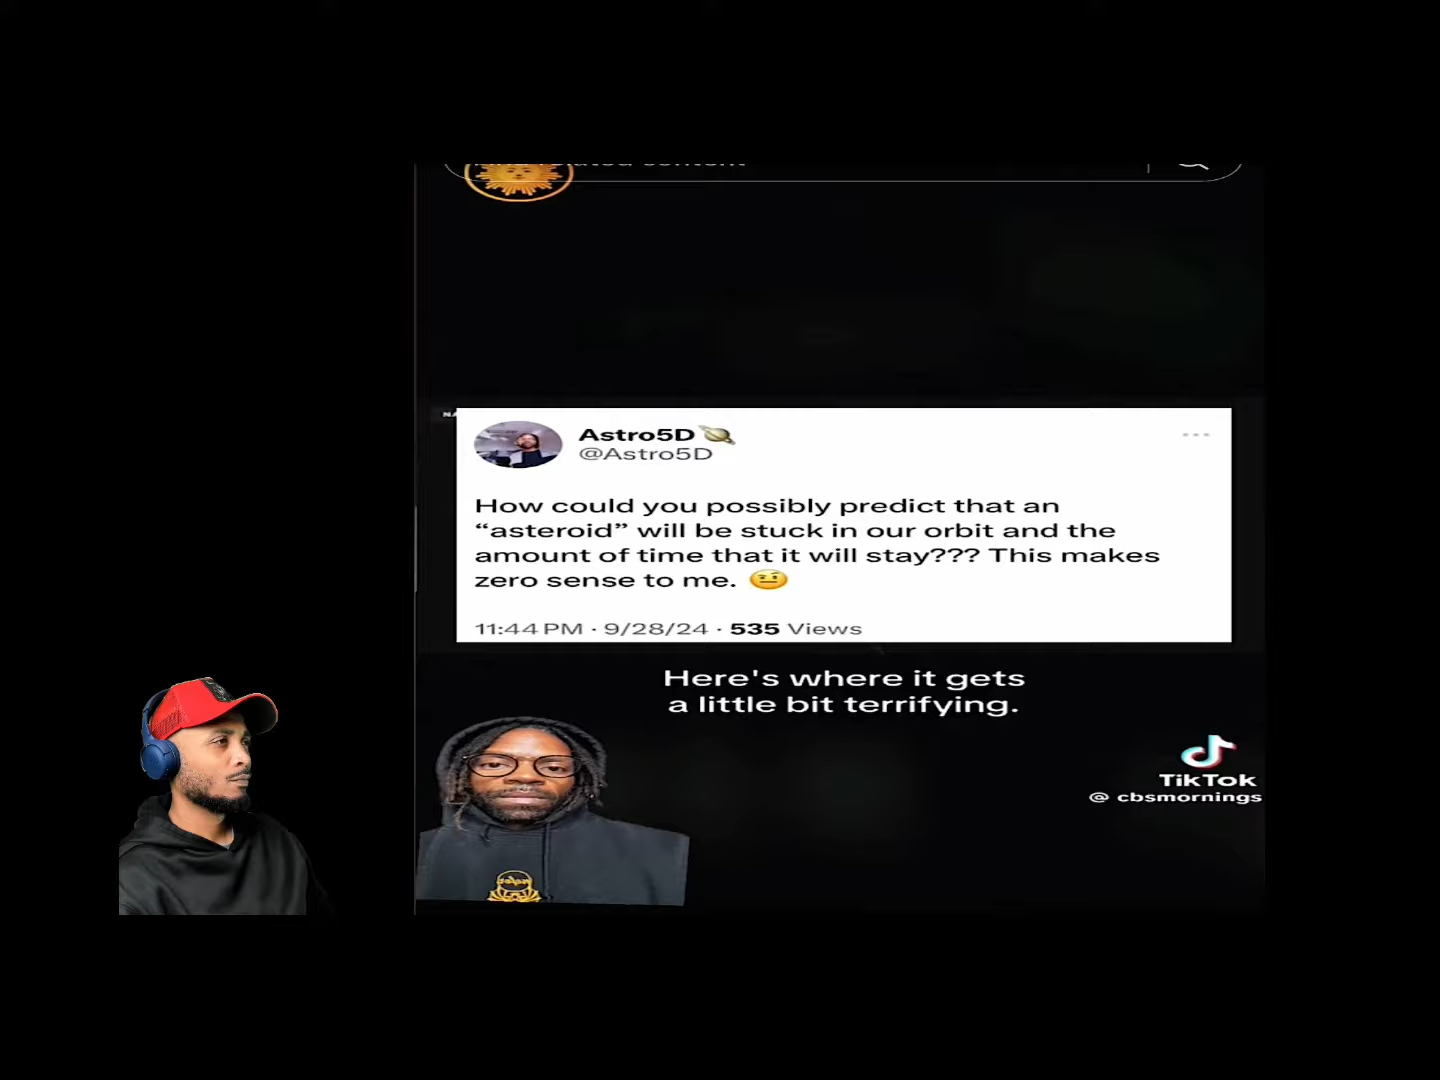 Astro5D
@Astro5D
How could you possibly predict that an
“asteroid” will be stuck in our orbit and the
amount of time that it will stay??? This makes
zero sense to me. 🤨
11:44 PM · 9/28/24 · 535 Views
Here's where it gets
a little bit terrifying.
TikTok
@ cbsmornings